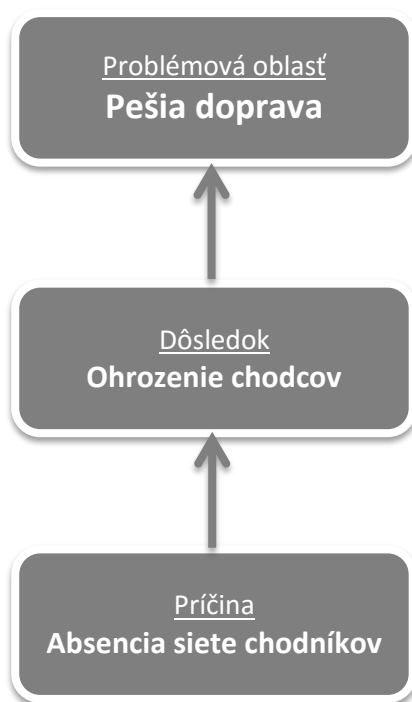 Problémová oblasť
Pešia doprava
Dôsledok
Ohrozenie chodcov
Príčina
Absencia siete chodníkov